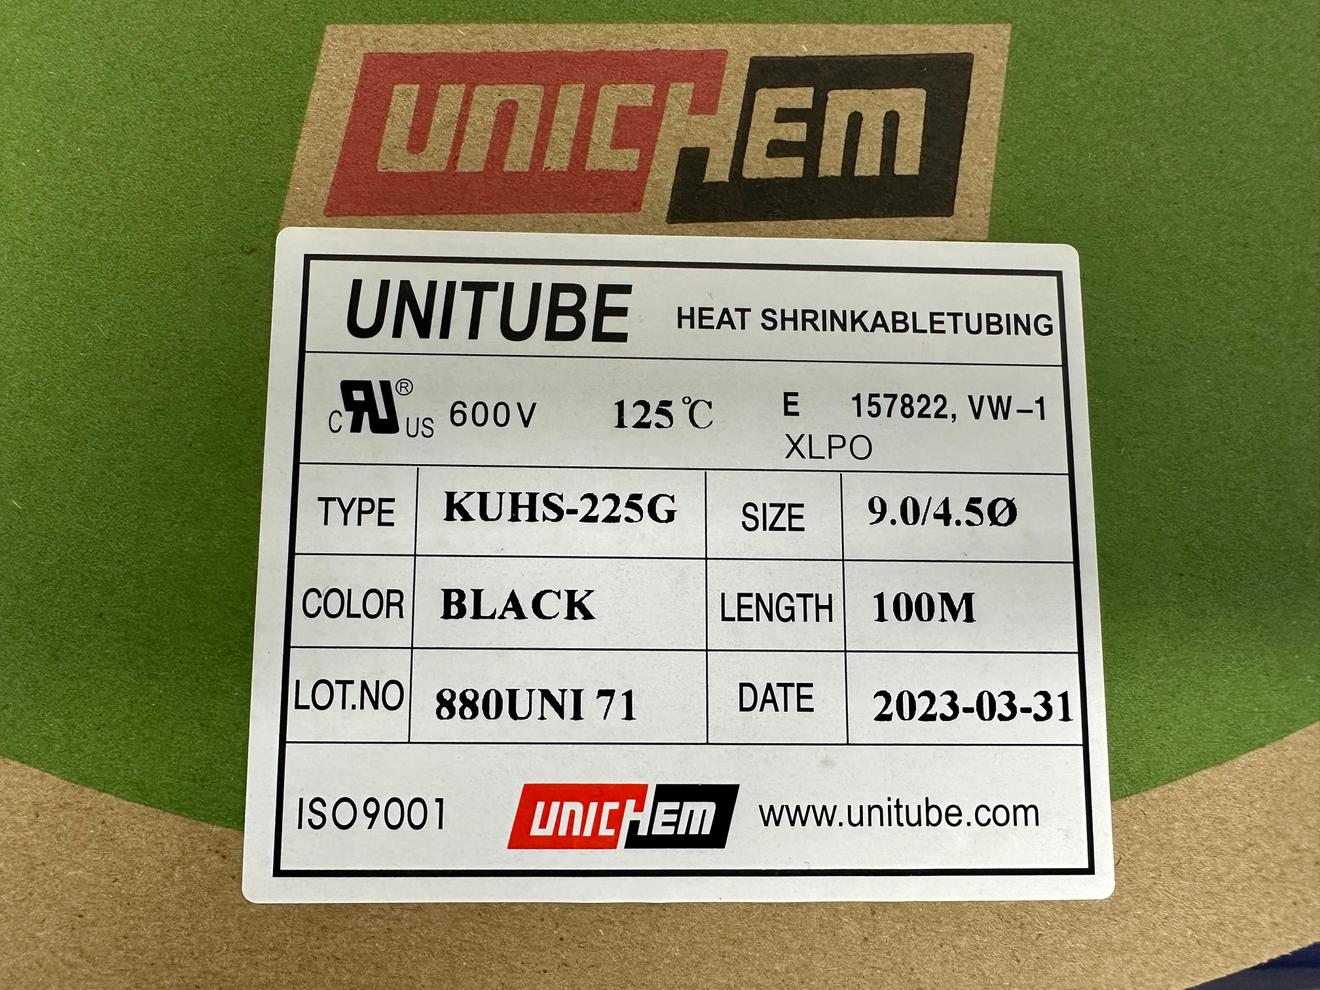 UNICHEM
UNITUBE HEAT SHRINKABLETUBING
C RU ® US 600V 125℃ E 157822, VW-1
XLPO
TYPE KUHS-225G SIZE 9.0/4.5Ø
COLOR BLACK LENGTH 100M
LOT.NO 880UNI 71 DATE 2023-03-31
ISO9001 UNICHEM www.unitube.com